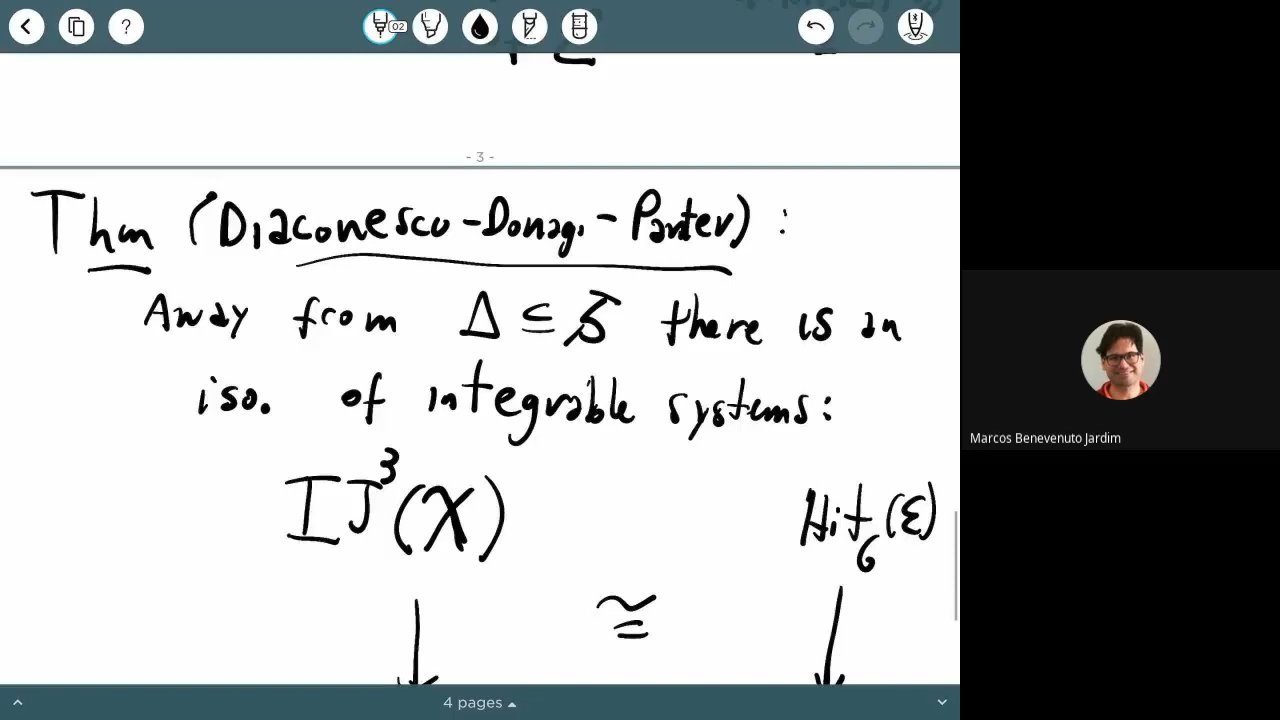 02
- 3 -
Thm (Diaconescu-Donagi-Pantev) :
Away from Δ ⊆ there is an
iso. of integrable systems:
IJ³(X) Hit_G(Σ)
≅
4 pages
Marcos Benevenuto Jardim